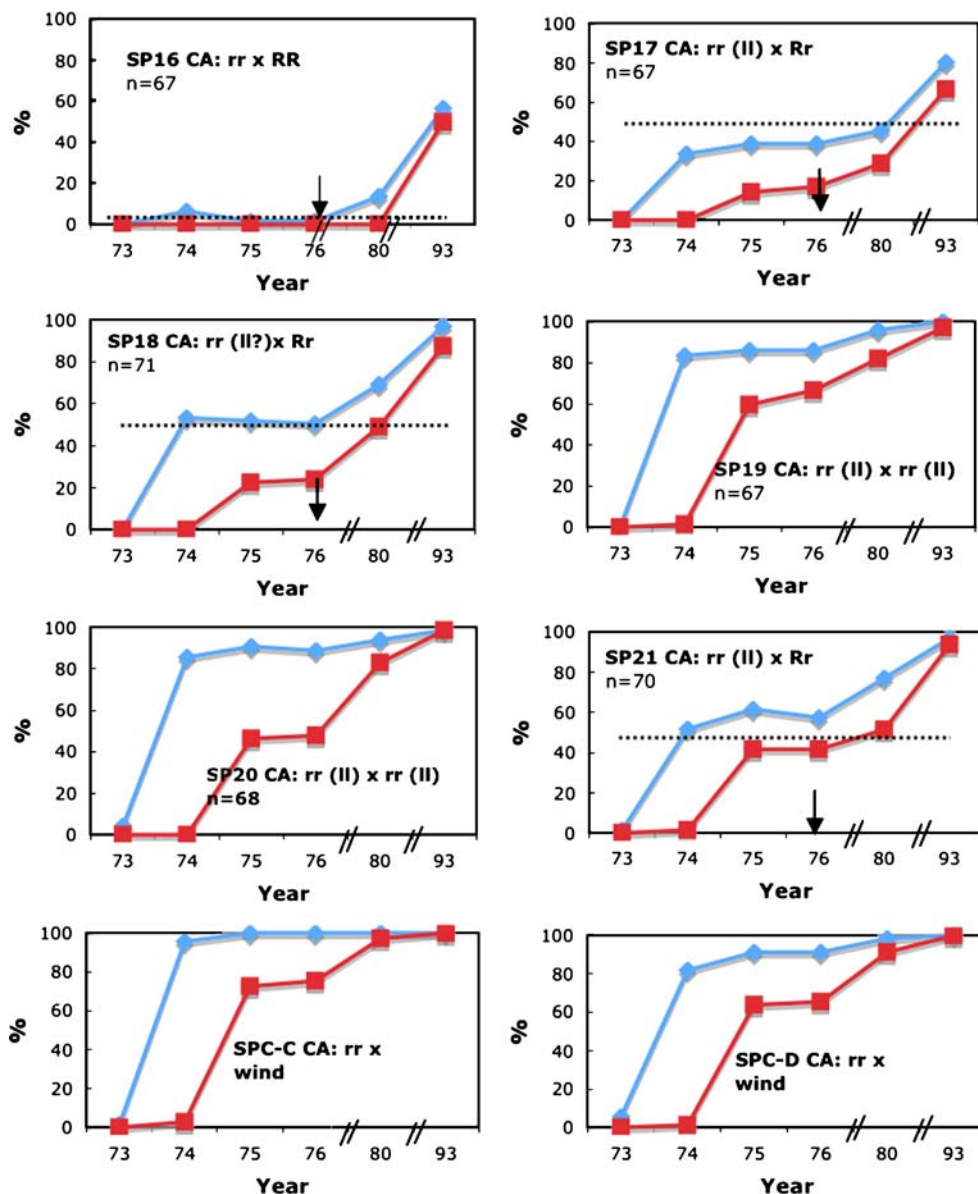 100
80
60
40
20
0
%
SP16 CA: rr x RR
n=67
73 74 75 76 80 93
Year
100
80
60
40
20
0
%
SP17 CA: rr (ll) x Rr
n=67
73 74 75 76 80 93
Year
100
80
60
40
20
0
%
SP18 CA: rr (ll?)x Rr
n=71
73 74 75 76 80 93
Year
100
80
60
40
20
0
%
SP19 CA: rr (ll) x rr (ll)
n=67
73 74 75 76 80 93
Year
100
80
60
40
20
0
%
SP20 CA: rr (ll) x rr (ll)
n=68
73 74 75 76 80 93
Year
100
80
60
40
20
0
%
SP21 CA: rr (ll) x Rr
n=70
73 74 75 76 80 93
Year
100
80
60
40
20
0
%
SPC-C CA: rr x
wind
73 74 75 76 80 93
Year
100
80
60
40
20
0
%
SPC-D CA: rr x
wind
73 74 75 76 80 93
Year